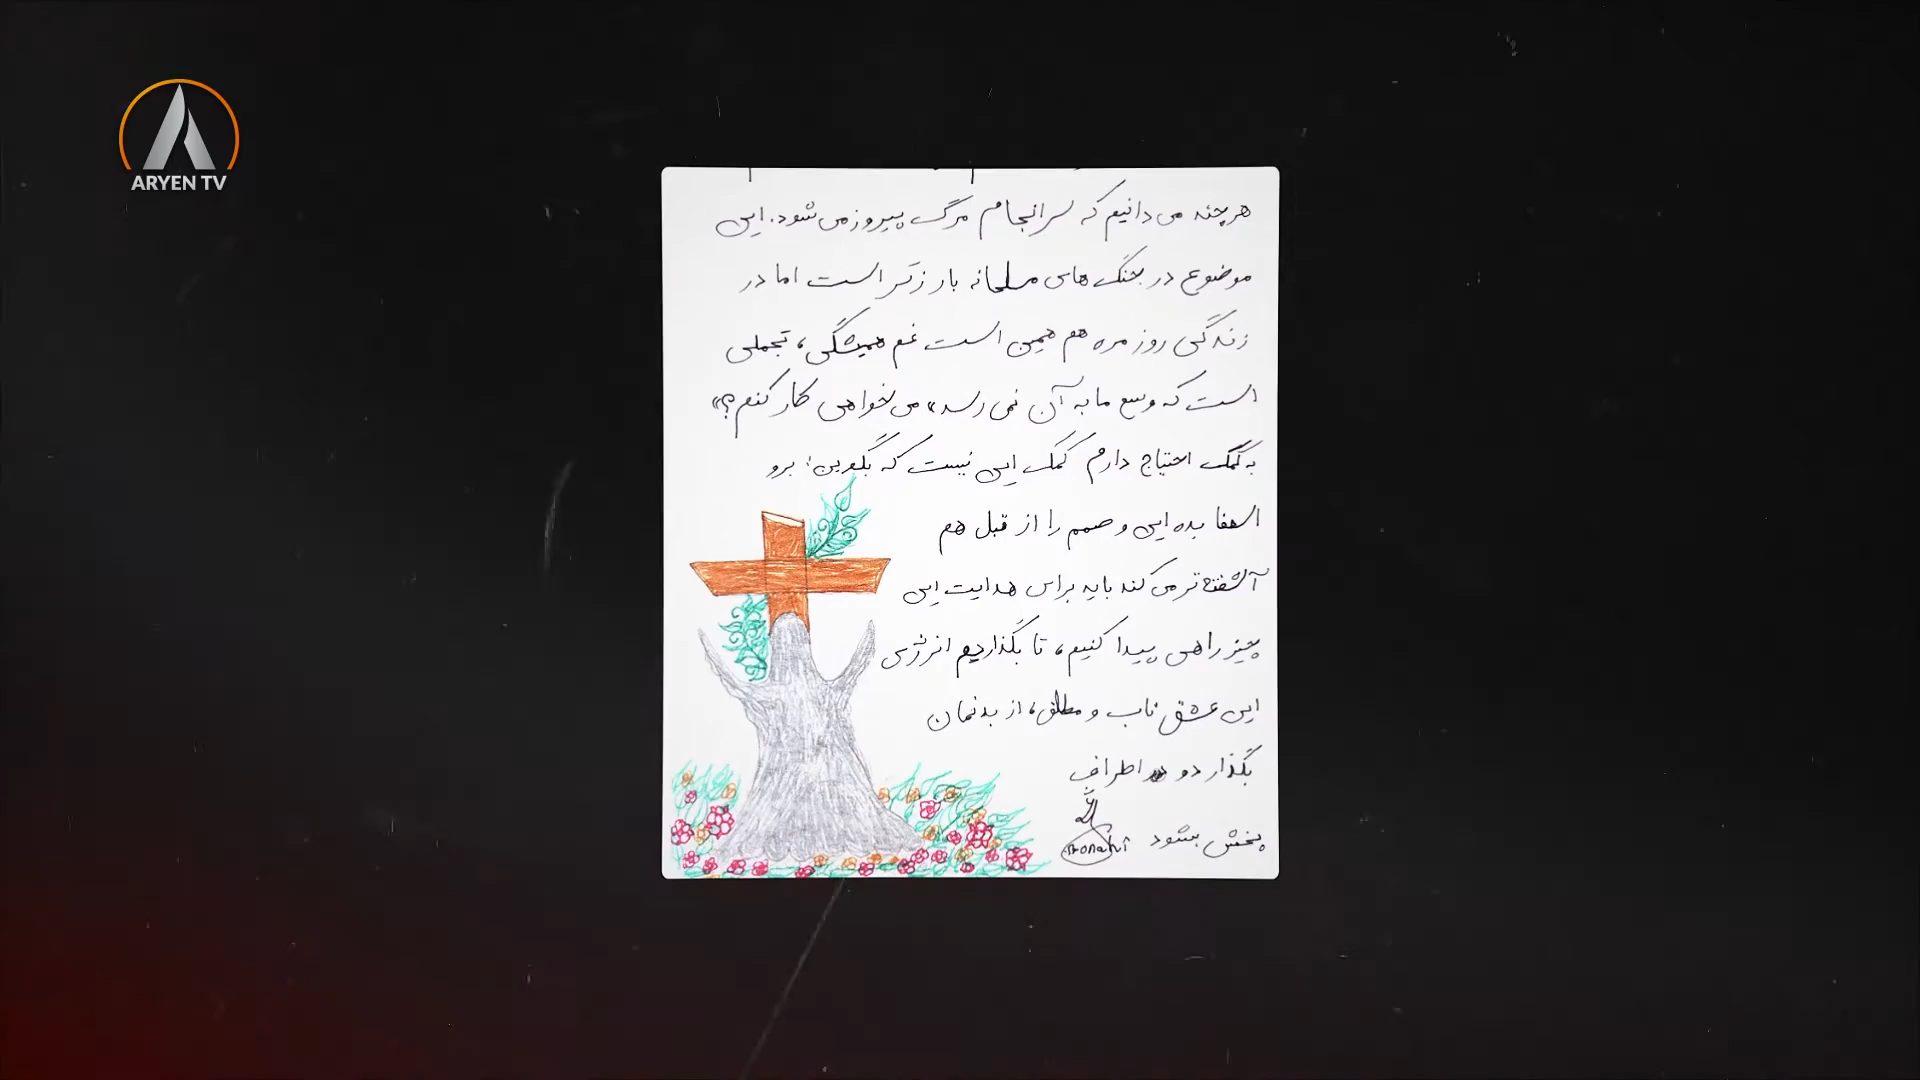 ARYEN TV
هرچند می دانیم که سرانجام مرگ پیروز می شود. این
موضوع در جنگ های مسلحانه بارزتر است اما در
زندگی روزمره هم همین است غم همیشگی، تجملی
است که وسع ما به آن نمی رسد، می خواهی کار کنم؟»
به کمک احتیاج دارم کمک این نیست که بگویی: برو
استعفا بده این وضعم را از قبل هم
آشفته تر می کند باید برای هدایت این
چیز راهی پیدا کنیم، تا بگذاریم انرژی
این عشق ناب و مطلق، از بدنمان
بگذرد و در اطراف
پخش بشود